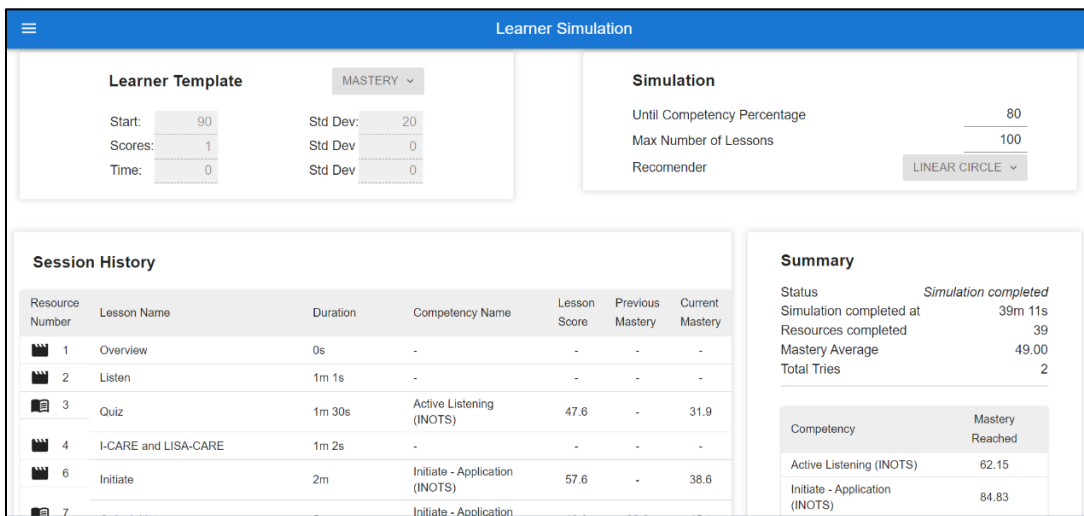 Learner Simulation
Learner Template
MASTERY
Start: 90 Std Dev: 20
Scores: 1 Std Dev 0
Time: 0 Std Dev 0
Simulation
Until Competency Percentage 80
Max Number of Lessons 100
Recomender LINEAR CIRCLE
Session History
Resource Number Lesson Name Duration Competency Name Lesson Score Previous Mastery Current Mastery
1 Overview 0s - - - -
2 Listen 1m 1s - - - -
3 Quiz 1m 30s Active Listening (INOTS) 47.6 - 31.9
4 I-CARE and LISA-CARE 1m 2s - - - -
6 Initiate 2m Initiate - Application (INOTS) 57.6 - 38.6
7 Initiate - Application
Summary
Status Simulation completed
Simulation completed at 39m 11s
Resources completed 39
Mastery Average 49.00
Total Tries 2
Competency Mastery Reached
Active Listening (INOTS) 62.15
Initiate - Application (INOTS) 84.83